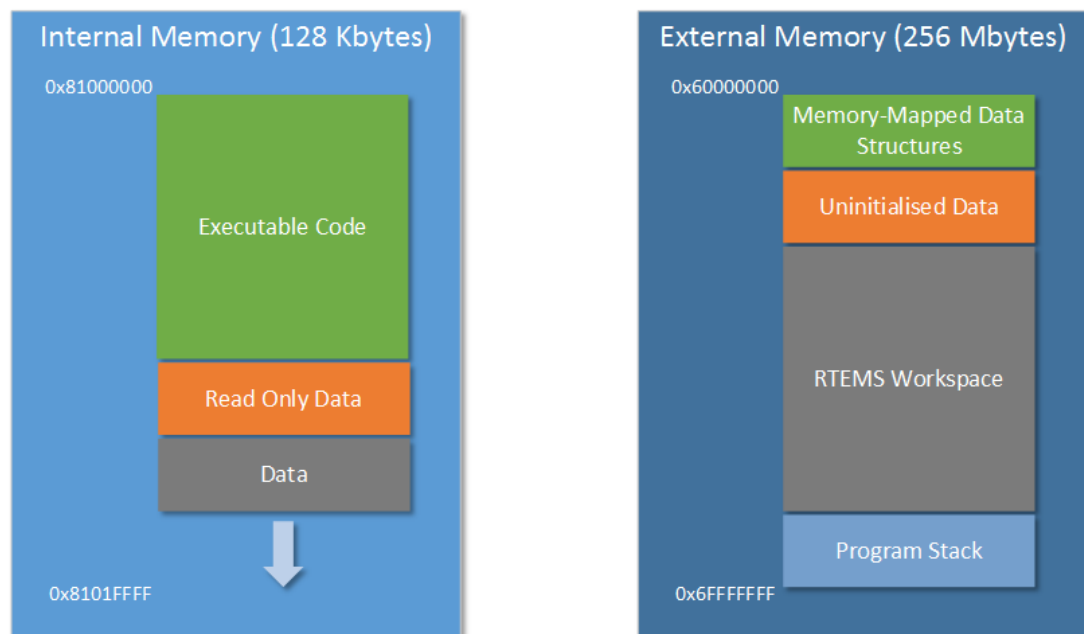 Internal Memory (128 Kbytes)
0x81000000
Executable Code
Read Only Data
Data
0x8101FFFF
External Memory (256 Mbytes)
0x60000000
Memory-Mapped Data
Structures
Uninitialised Data
RTEMS Workspace
Program Stack
0x6FFFFFFF